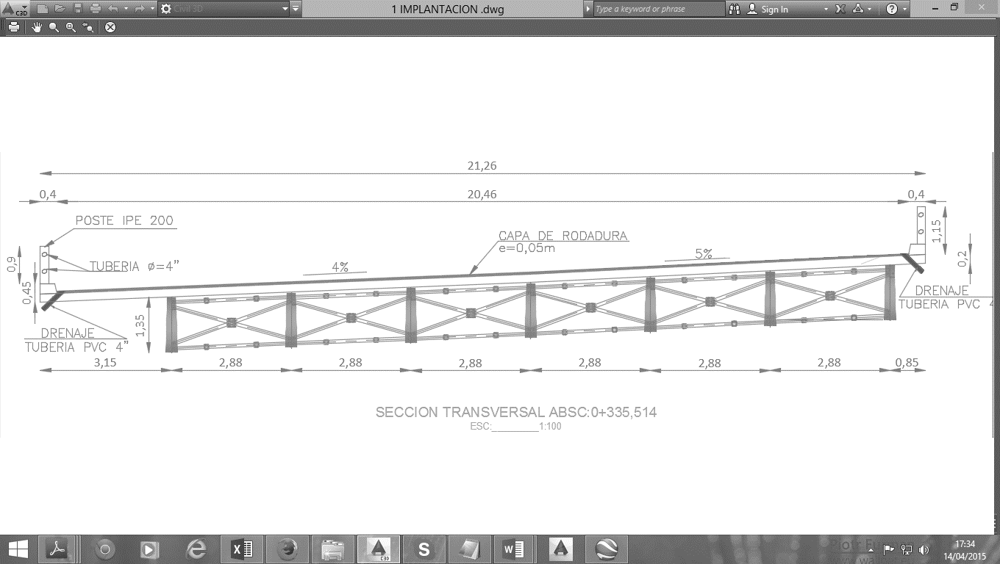 C3D
Civil 3D
1 IMPLANTACION .dwg
Type a keyword or phrase
Sign In
21,26
0,4
20,46
0,4
POSTE IPE 200
CAPA DE RODADURA
e=0,05m
1,15
TUBERIA ø=4"
0,9
4%
5%
0,2
0,45
DRENAJE
TUBERIA PVC 4
1,35
DRENAJE
TUBERIA PVC 4"
3,15
2,88
2,88
2,88
2,88
2,88
2,88
0,85
SECCION TRANSVERSAL ABSC:0+335,514
ESC:_________1:100
C3D
17:34
14/04/2015